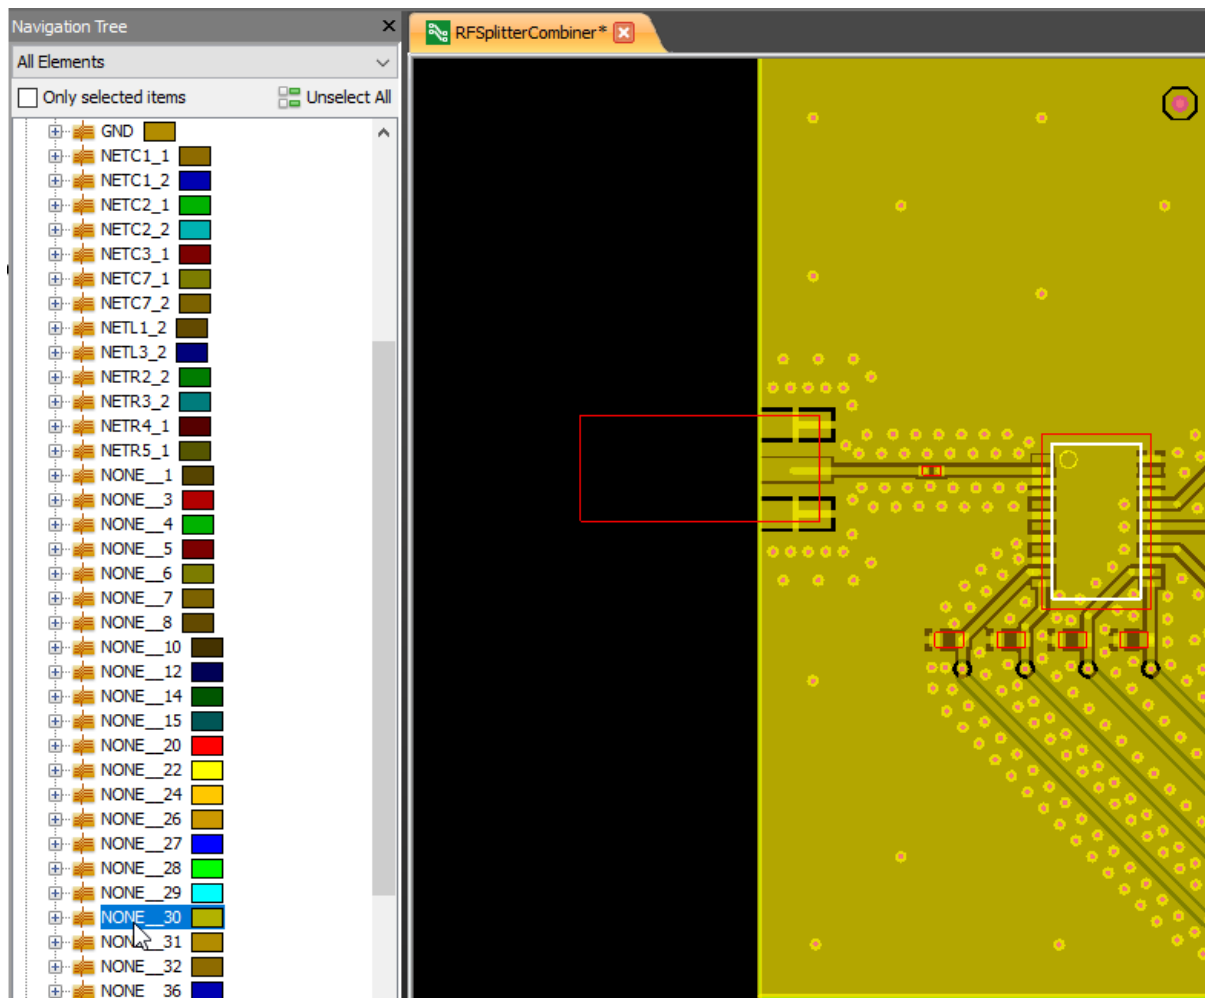 Navigation Tree
RFSplitterCombiner*
All Elements
Only selected items
Unselect All
GND
NETC1_1
NETC1_2
NETC2_1
NETC2_2
NETC3_1
NETC7_1
NETC7_2
NETL1_2
NETL3_2
NETR2_2
NETR3_2
NETR4_1
NETR5_1
NONE__1
NONE__3
NONE__4
NONE__5
NONE__6
NONE__7
NONE__8
NONE__10
NONE__12
NONE__14
NONE__15
NONE__20
NONE__22
NONE__24
NONE__26
NONE__27
NONE__28
NONE__29
NONE__30
NONE__31
NONE__32
NONE__36